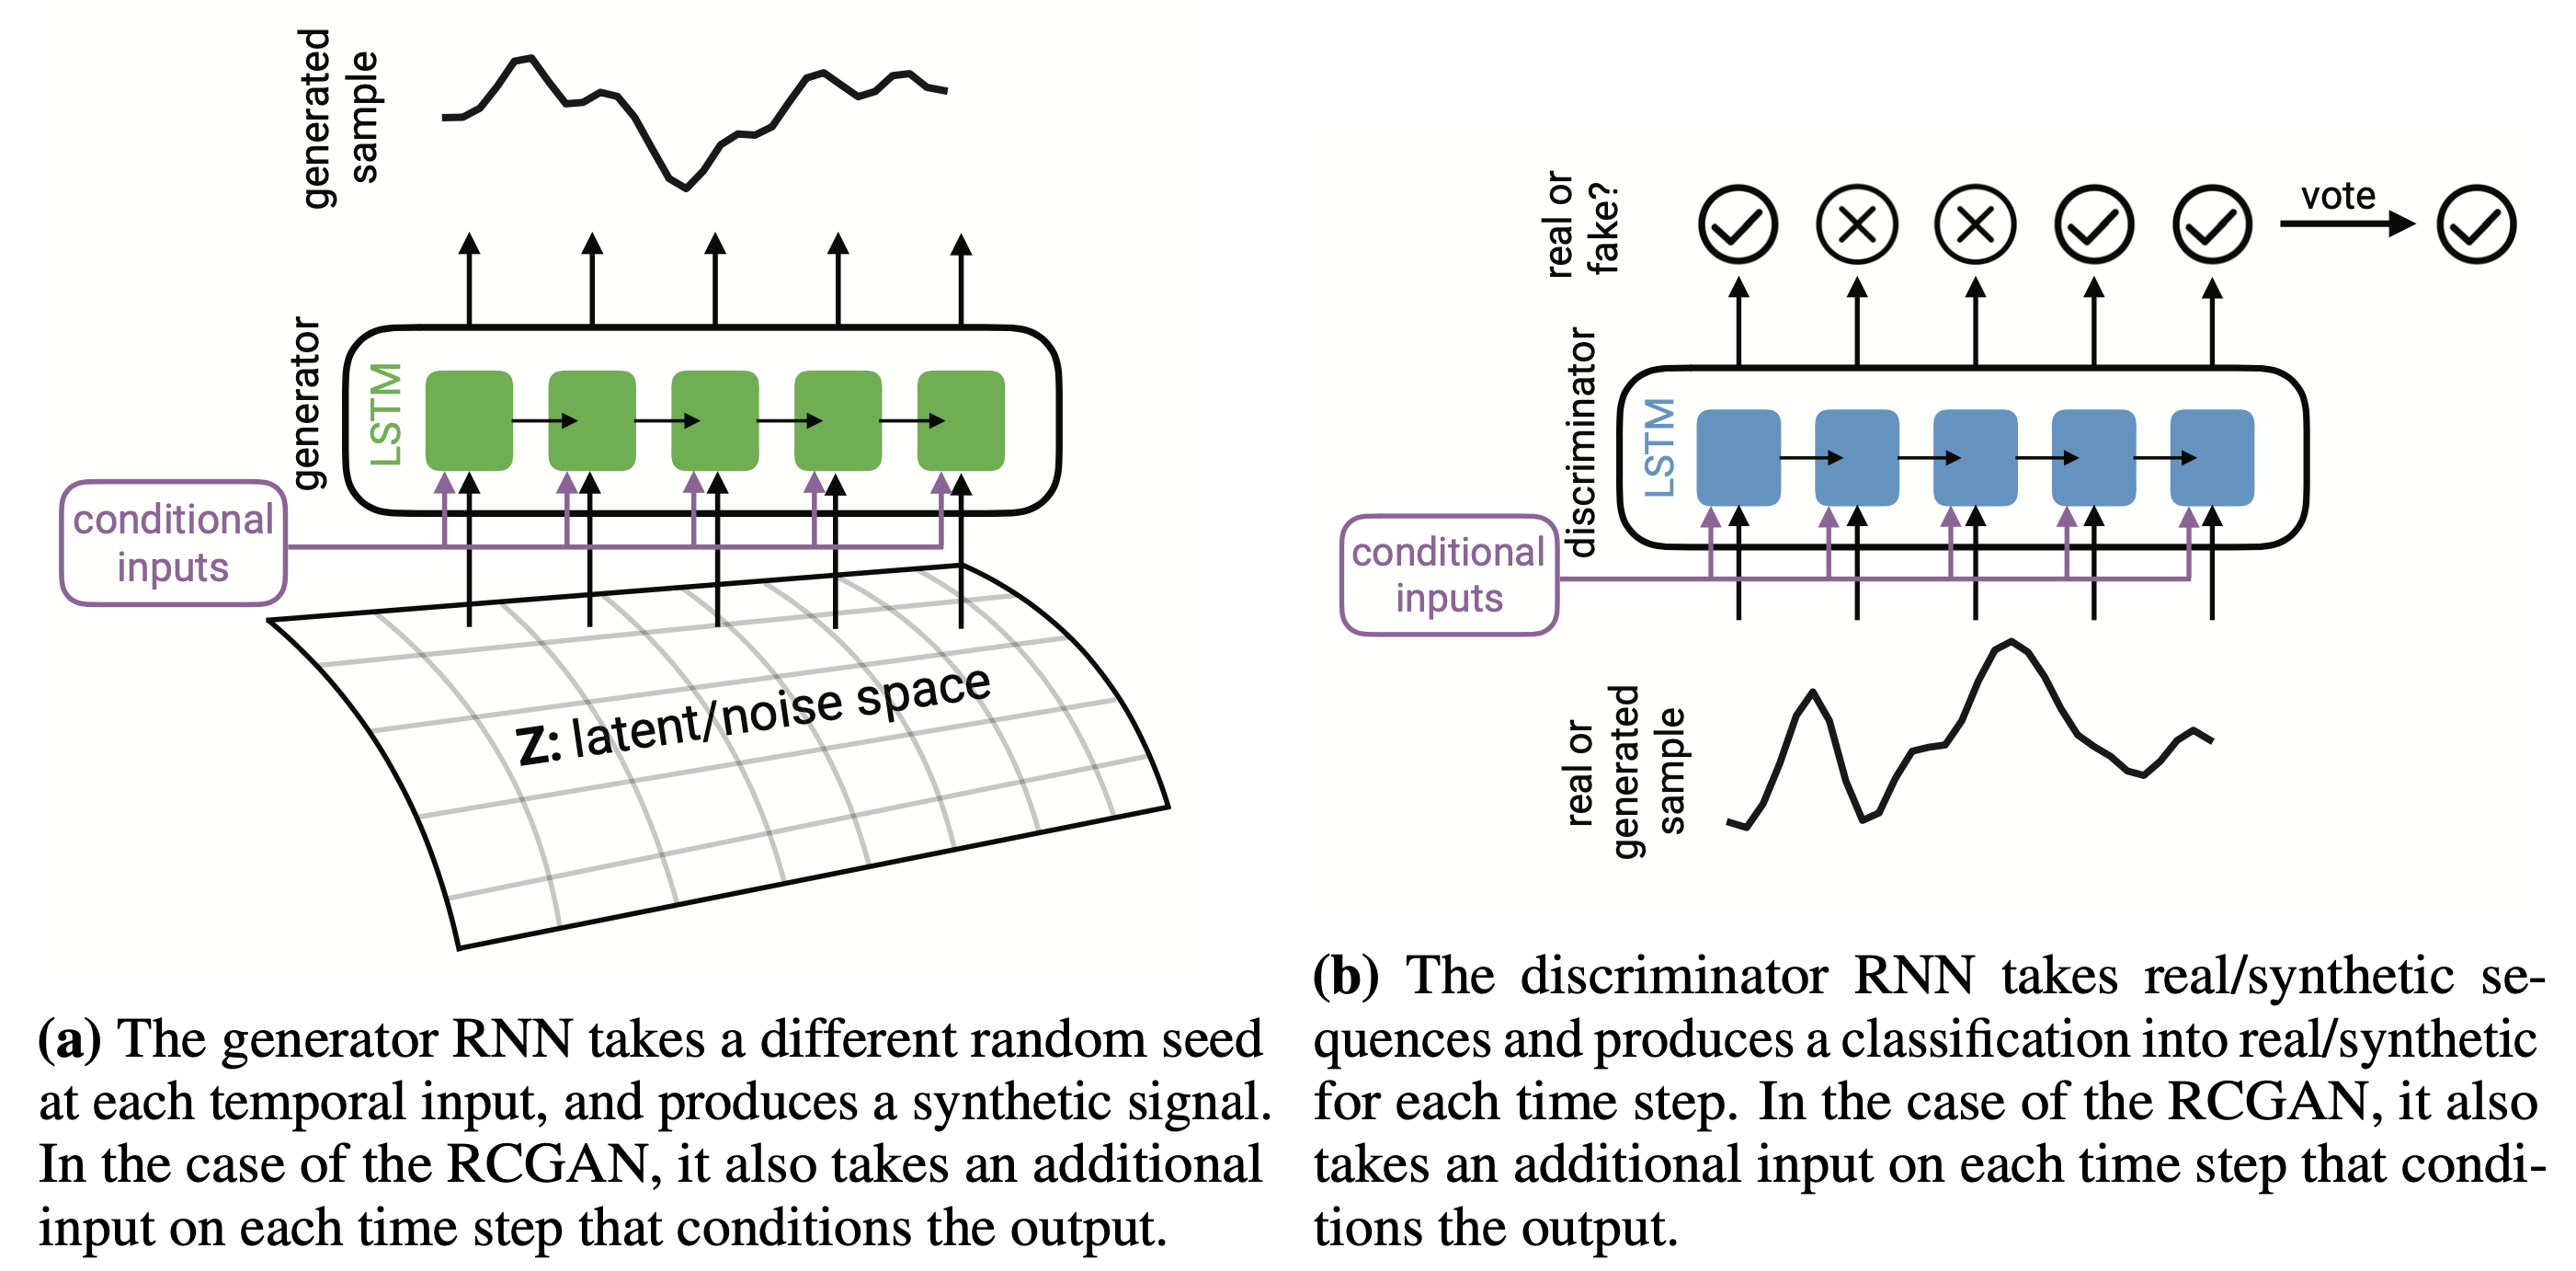 generated
sample
generator
LSTM
conditional
inputs
Z: latent/noise space
(a) The generator RNN takes a different random seed
at each temporal input, and produces a synthetic signal.
In the case of the RCGAN, it also takes an additional
input on each time step that conditions the output.
real or
fake?
vote
discriminator
LSTM
conditional
inputs
real or
generated
sample
(b) The discriminator RNN takes real/synthetic se-
quences and produces a classification into real/synthetic
for each time step. In the case of the RCGAN, it also
takes an additional input on each time step that condi-
tions the output.